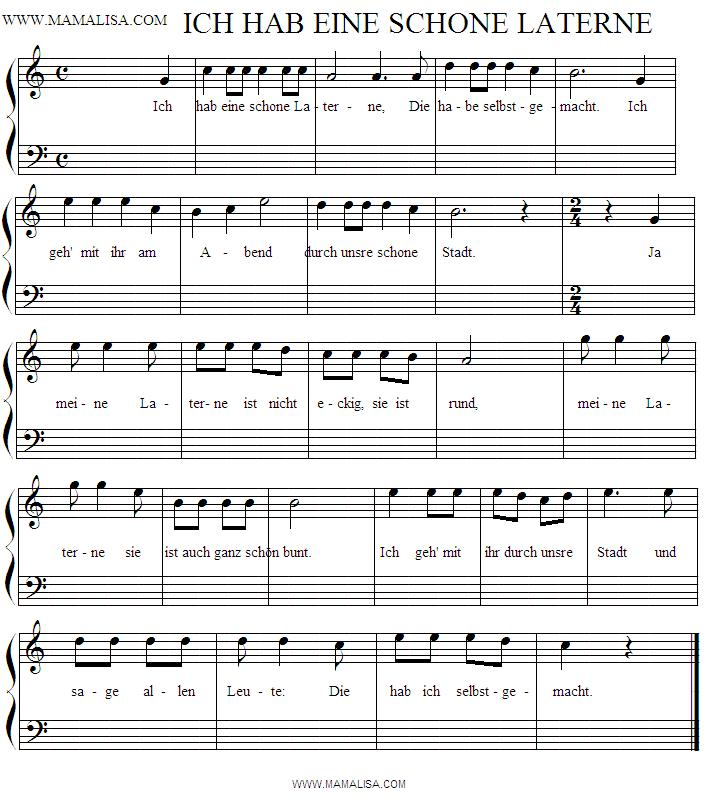 WWW.MAMALISA.COM
ICH HAB EINE SCHONE LATERNE
Ich hab eine schone La - ter - ne, Die ha - be selbst - ge - macht. Ich
geh' mit ihr am A - bend durch unsre schone Stadt. Ja
2 4 2 4
mei - ne La - ter - ne ist nicht e - ckig, sie ist rund, mei - ne La -
ter - ne sie ist auch ganz schön bunt. Ich geh' mit ihr durch unsre Stadt und
sa - ge al - len Leu - te: Die hab ich selbst - ge - macht.
WWW.MAMALISA.COM